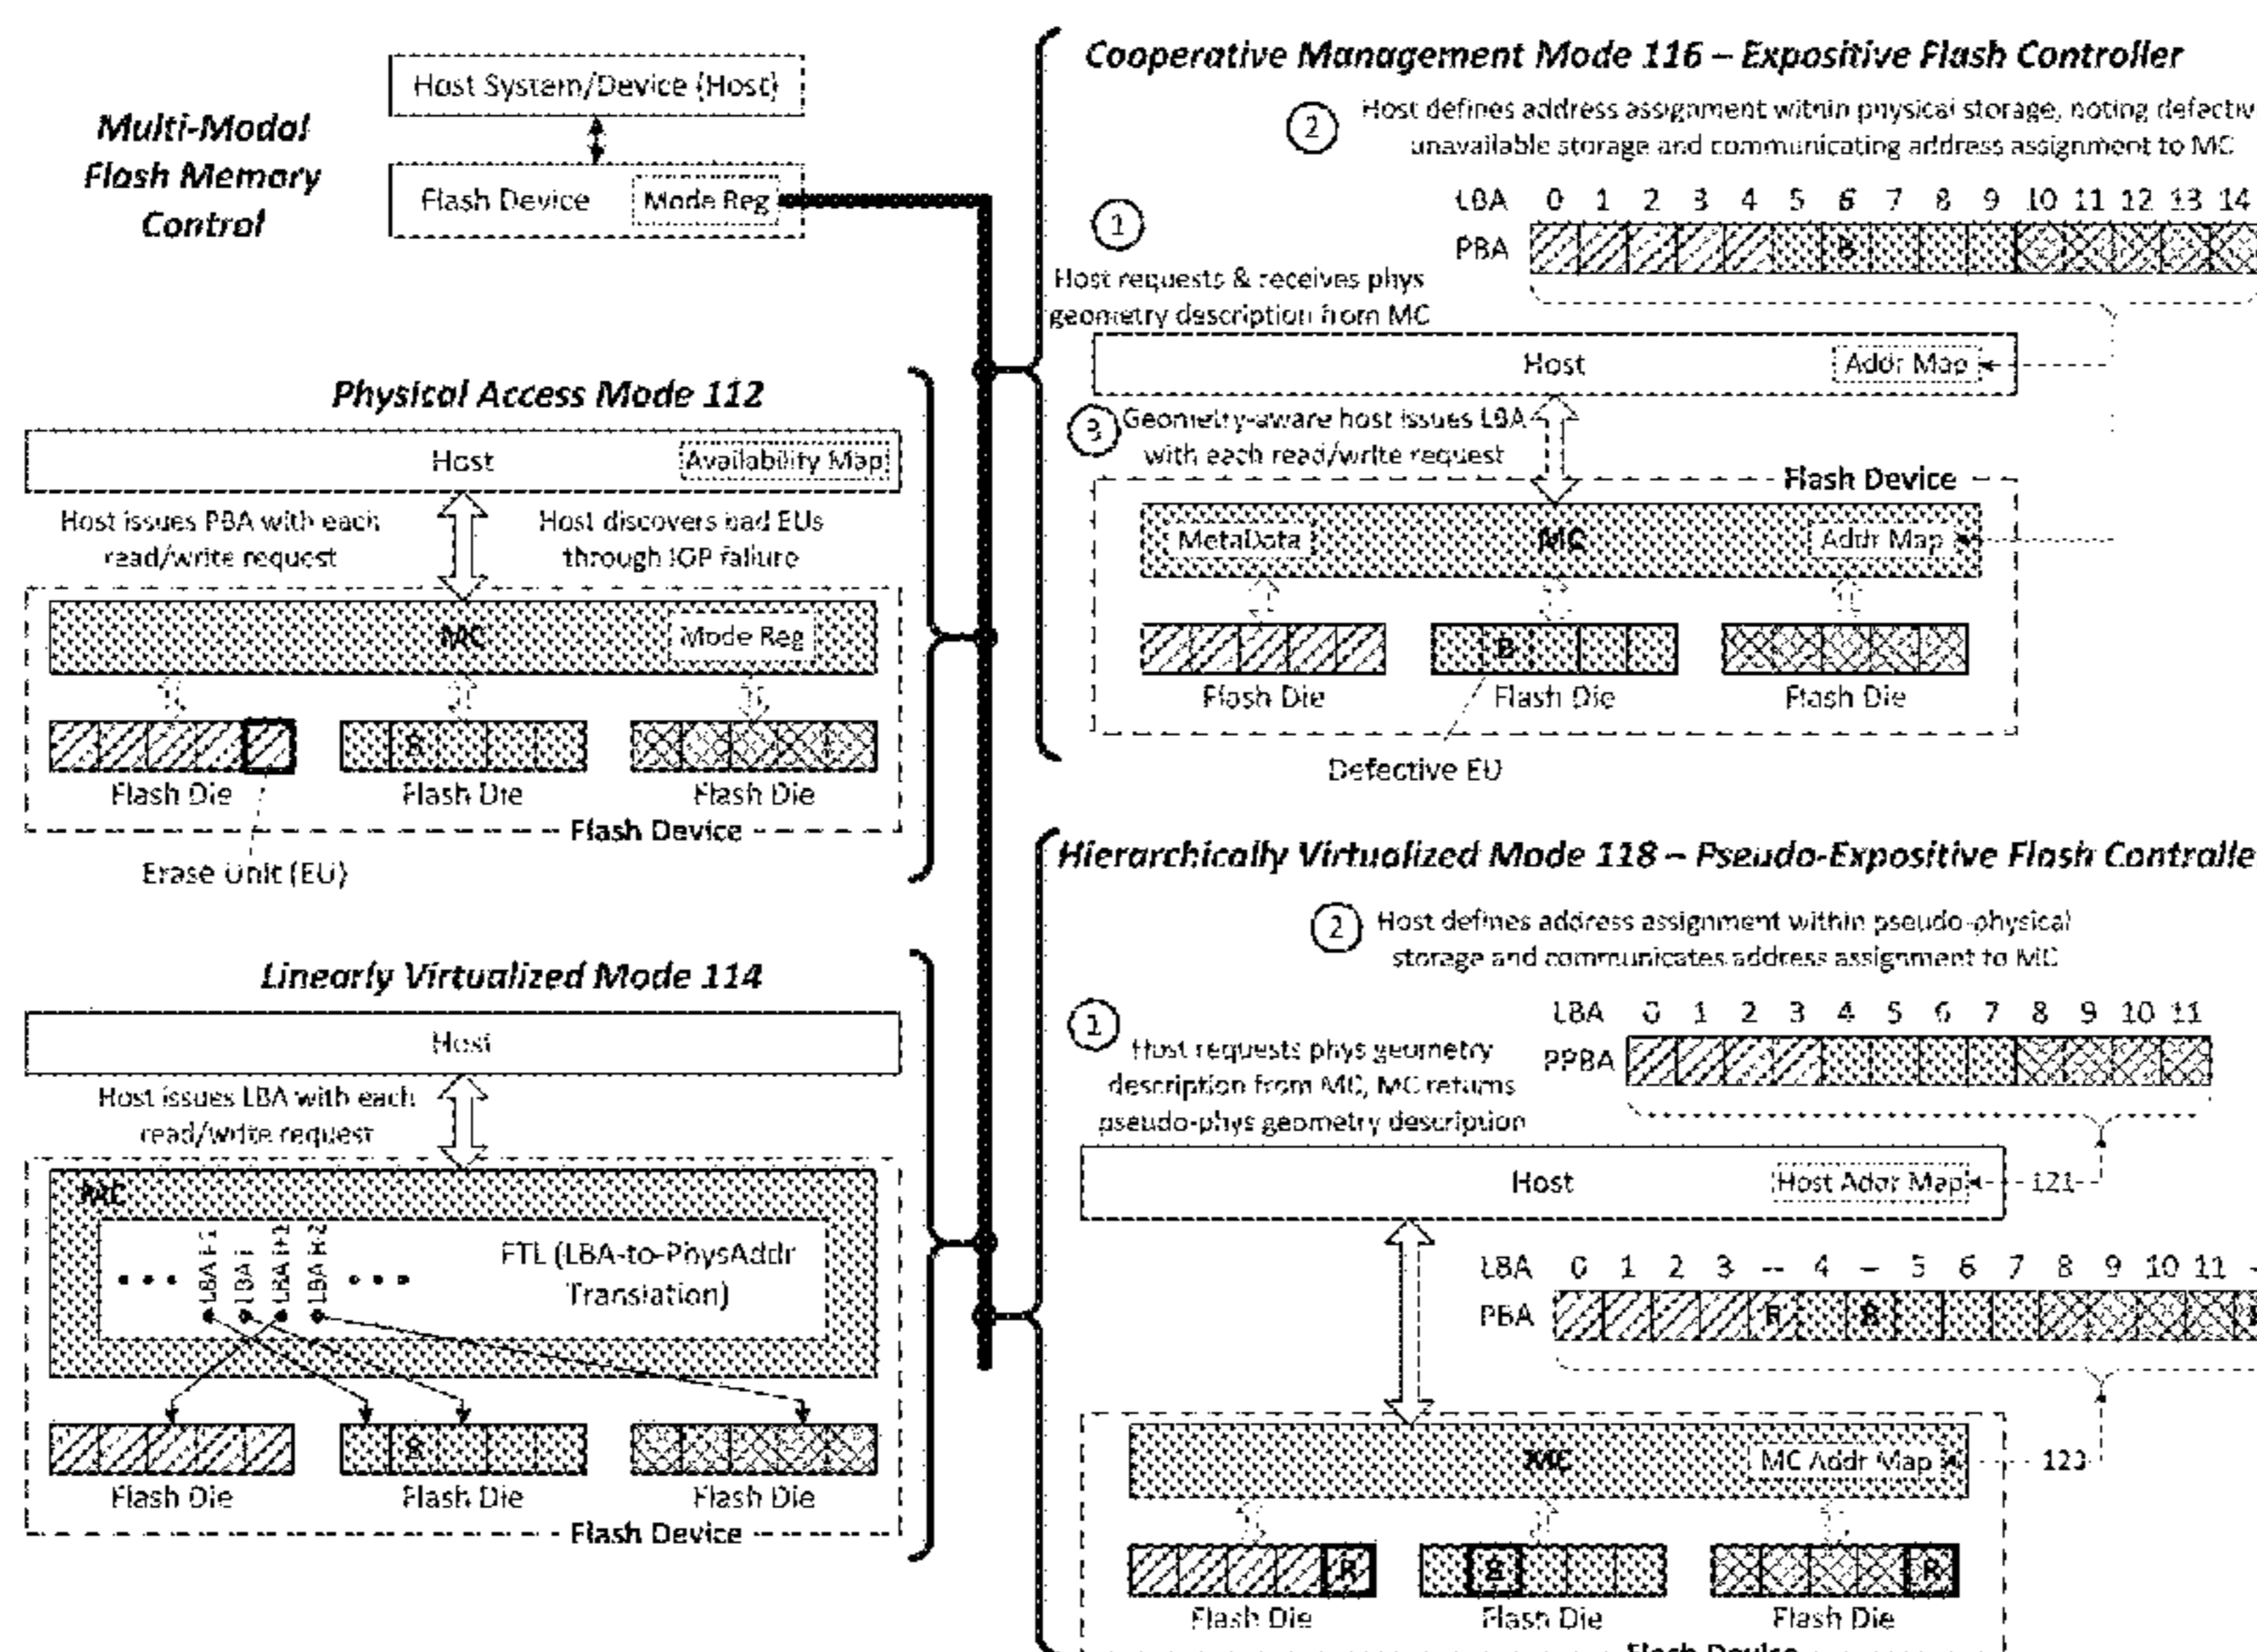 Multi-Modal
Flash Memory
Control
Host System/Device (Host)
Flash Device
Mode Reg
Physical Access Mode 112
Host
Availability Map
Host issues PBA with each
read/write request
Host discovers bad EUs
through IGP failure
MC
Mode Reg
B
Flash Die
Flash Die
Flash Die
Flash Device
Erase Unit (EU)
Linearly Virtualized Mode 114
Host
Host issues LBA with each
read/write request
MC
LBA i-1
LBA i
LBA i+1
LBA i+2
FTL (LBA-to-PhysAddr
Translation)
B
Flash Die
Flash Die
Flash Die
Flash Device
Cooperative Management Mode 116 – Expositive Flash Controller
2
Host defines address assignment within physical storage, noting defectiv
unavailable storage and communicating address assignment to MC
LBA 0 1 2 3 4 5 6 7 8 9 10 11 12 13 14
PBA B
1
Host requests & receives phys
geometry description from MC
Host
Addr Map
3
Geometry-aware host issues LBA
with each read/write request
Flash Device
MetaData
MC
Addr Map
B
Flash Die
Flash Die
Flash Die
Defective EU
Hierarchically Virtualized Mode 118 – Pseudo-Expositive Flash Controlle
2
Host defines address assignment within pseudo-physical
storage and communicates address assignment to MC
LBA 0 1 2 3 4 5 6 7 8 9 10 11
PPBA
1
Host requests phys geometry
description from MC, MC returns
pseudo-phys geometry description
Host
Host Addr Map
121
LBA 0 1 2 3 -- 4 -- 5 6 7 8 9 10 11 -
PBA R B
MC
MC Addr Map
123
R
B
R
Flash Die
Flash Die
Flash Die
Flash Device